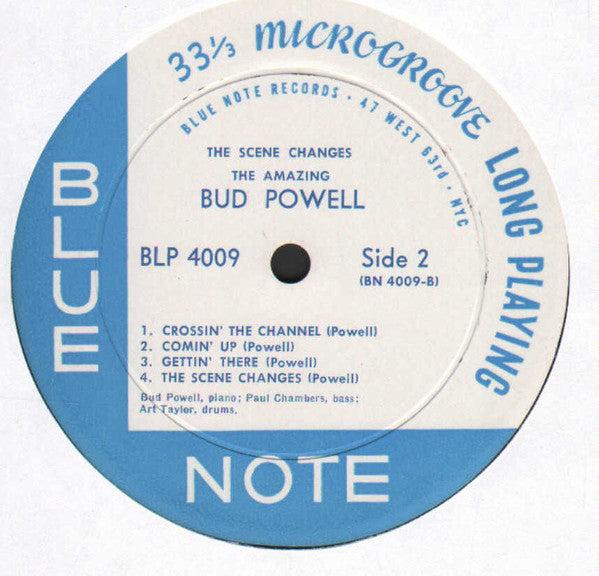 33⅓ MICROGROOVE LONG PLAYING
BLUE NOTE RECORDS • 47 WEST 63rd • NYC
THE SCENE CHANGES
THE AMAZING
BUD POWELL
BLP 4009
Side 2
(BN 4009-B)
1. CROSSIN' THE CHANNEL (Powell)
2. COMIN' UP (Powell)
3. GETTIN' THERE (Powell)
4. THE SCENE CHANGES (Powell)
Bud Powell, piano; Paul Chambers, bass;
Art Taylor, drums.
BLUE
NOTE